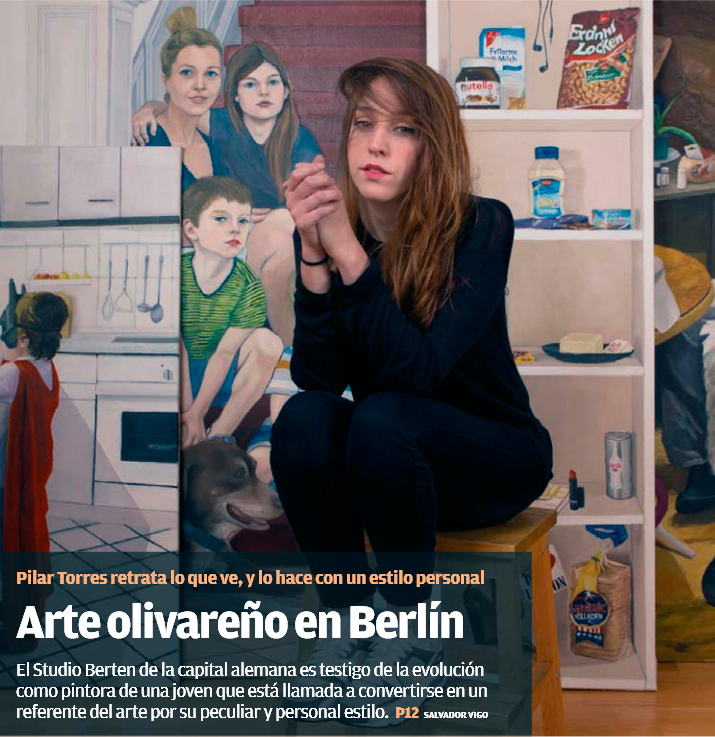 Erdnuß
Locken
Fettarme
H-Milch
nutella
Pilar Torres retrata lo que ve, y lo hace con un estilo personal
Arte olivareño en Berlín
El Studio Berten de la capital alemana es testigo de la evolución
como pintora de una joven que está llamada a convertirse en un
referente del arte por su peculiar y personal estilo. P12 SALVADOR VIGO
VOLLKORN